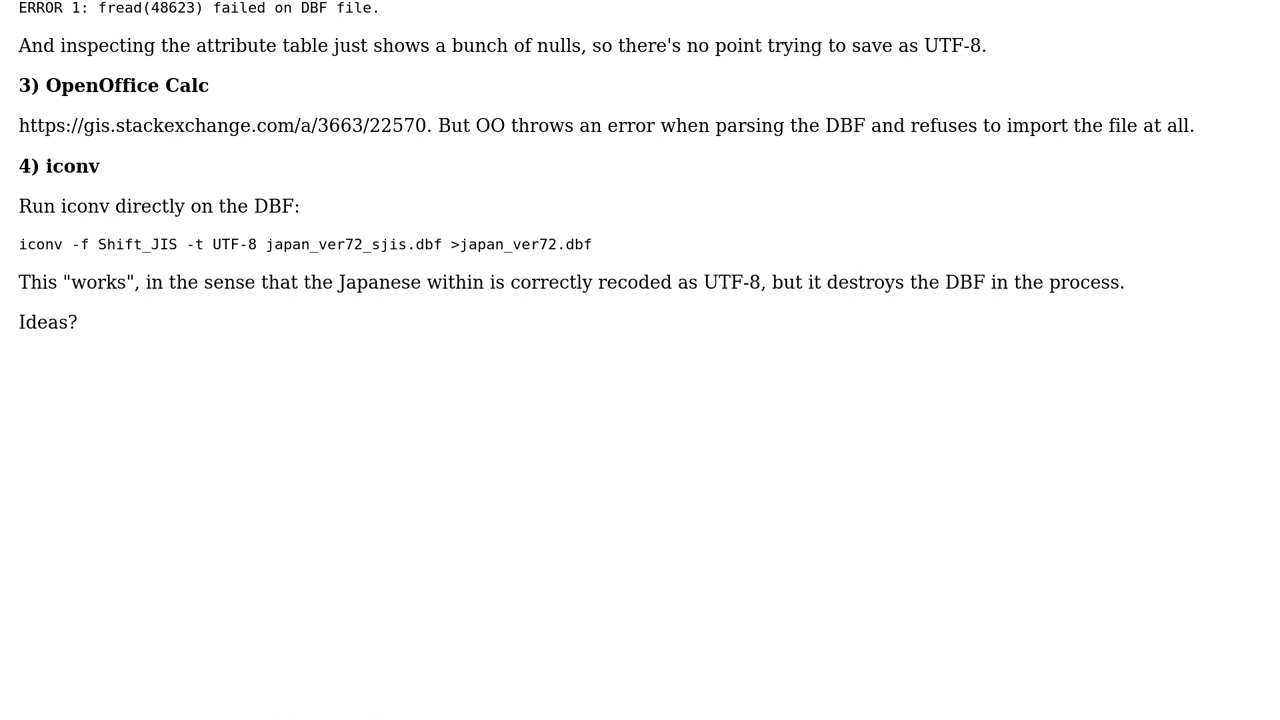 ERROR 1: fread(48623) failed on DBF file.
And inspecting the attribute table just shows a bunch of nulls, so there's no point trying to save as UTF-8.
3) OpenOffice Calc
https://gis.stackexchange.com/a/3663/22570. But OO throws an error when parsing the DBF and refuses to import the file at all.
4) iconv
Run iconv directly on the DBF:
iconv -f Shift_JIS -t UTF-8 japan_ver72_sjis.dbf >japan_ver72.dbf
This "works", in the sense that the Japanese within is correctly recoded as UTF-8, but it destroys the DBF in the process.
Ideas?